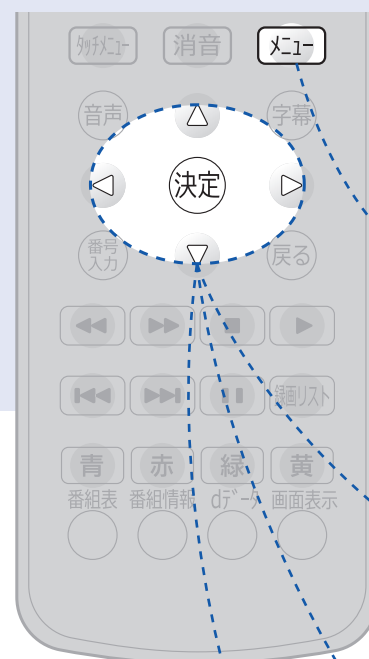 タッチメニュー 消音 メニュー
音声 字幕
決定
番号
入力 戻る
録画リスト
青 赤 緑 黄
番組表 番組情報 dデータ 画面表示